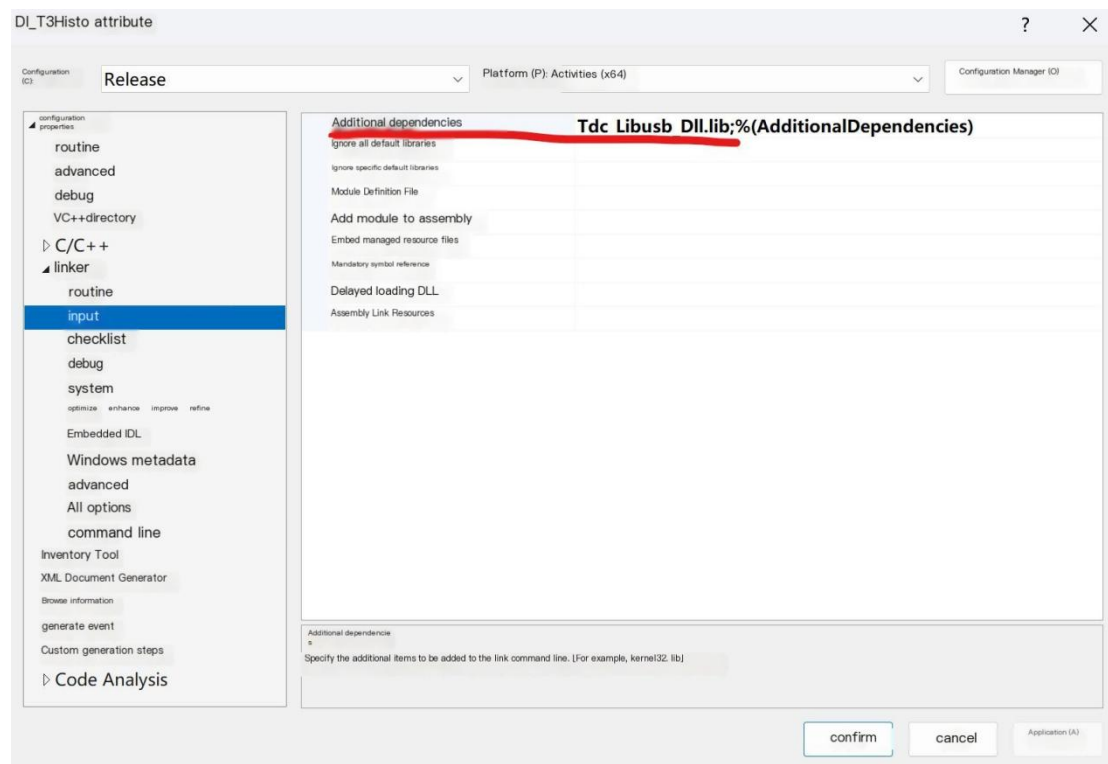 DI_T3Histo attribute
? ×
Configuration (C):
Release
Platform (P): Activities (x64)
Configuration Manager (O)
configuration properties
routine
advanced
debug
VC++directory
C/C++
linker
routine
input
checklist
debug
system
optimize enhance improve refine
Embedded IDL
Windows metadata
advanced
All options
command line
Inventory Tool
XML Document Generator
Browse information
generate event
Custom generation steps
Code Analysis
Additional dependencies Tdc Libusb Dll.lib;%(AdditionalDependencies)
Ignore all default libraries
Ignore specific default libraries
Module Definition File
Add module to assembly
Embed managed resource files
Mandatory symbol reference
Delayed loading DLL
Assembly Link Resources
Additional dependencie
s
Specify the additional items to be added to the link command line. [For example, kernel32. lib]
confirm
cancel
Application (A)